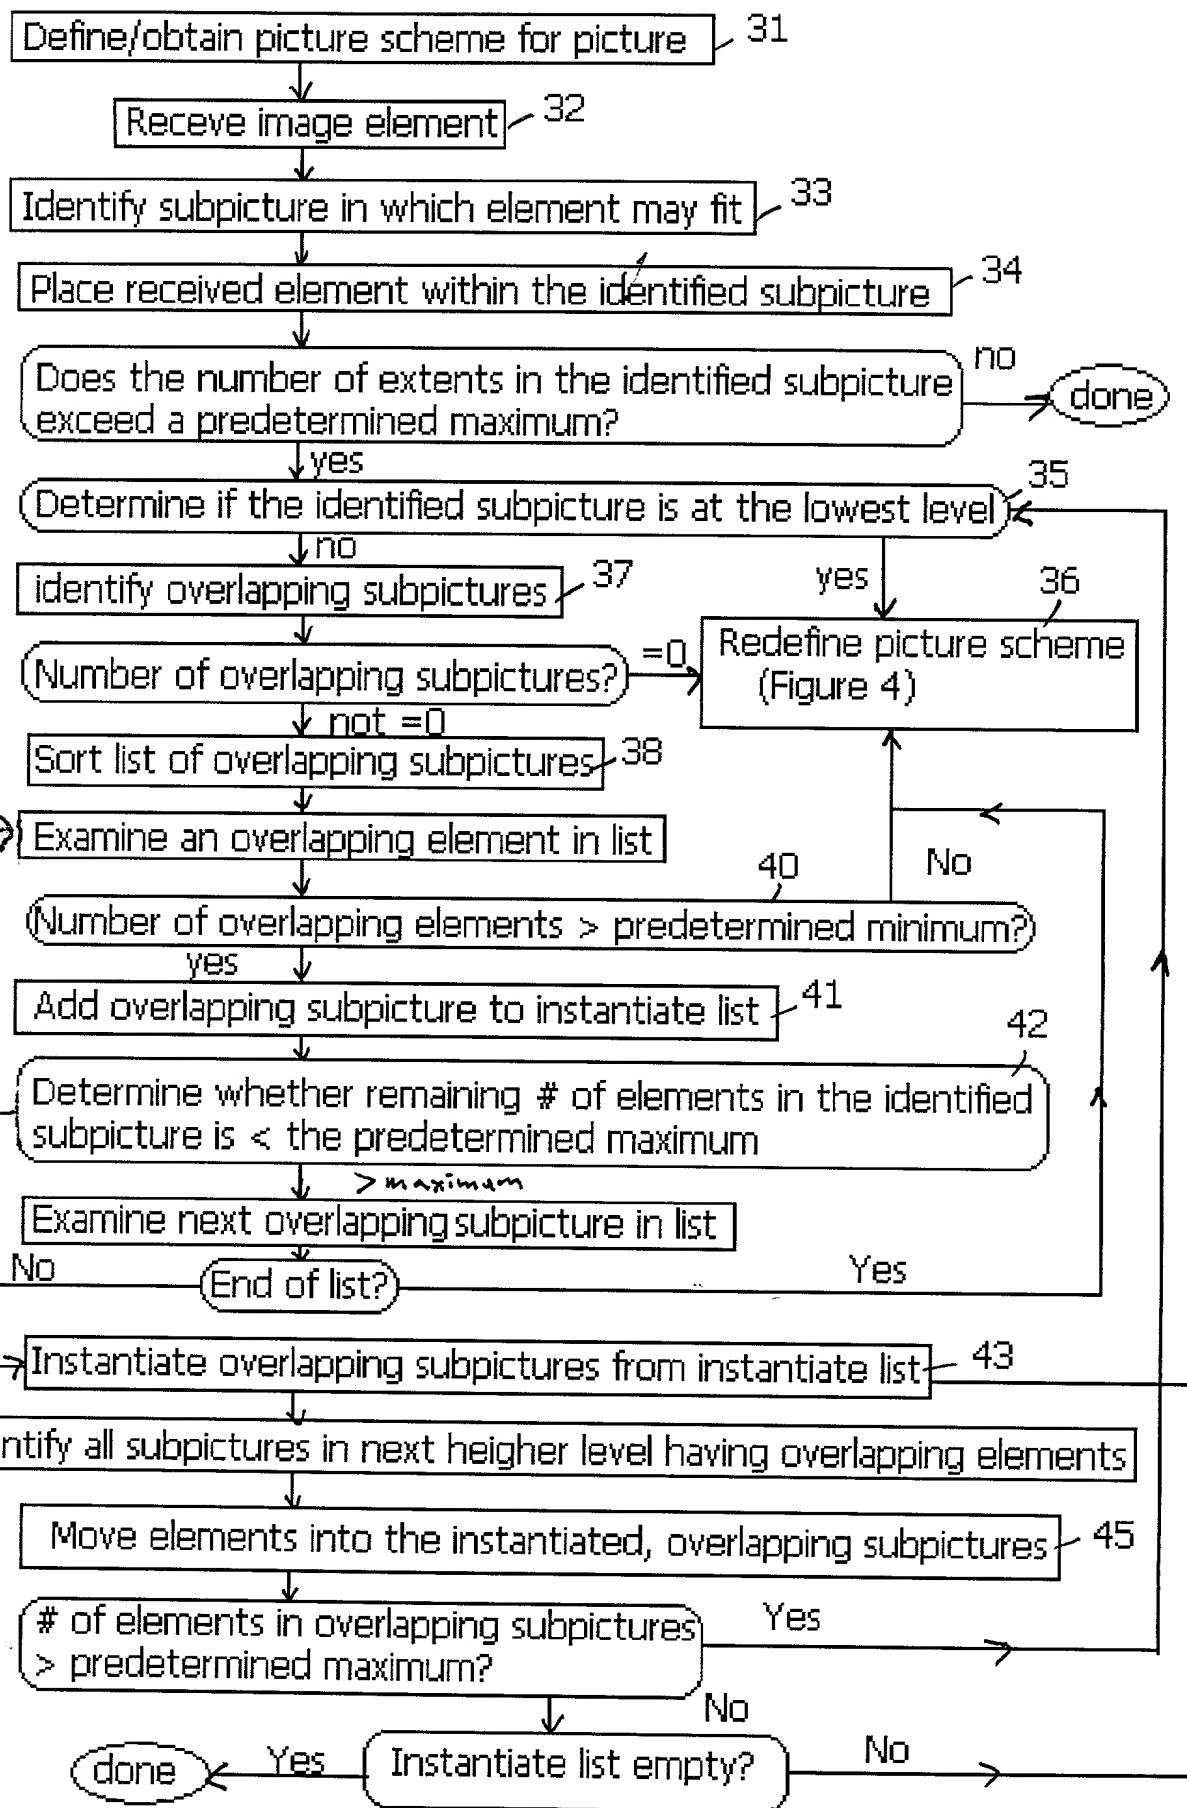 Define/obtain picture scheme for picture 31
Receve image element 32
Identify subpicture in which element may fit 33
Place received element within the identified subpicture 34
Does the number of extents in the identified subpicture
exceed a predetermined maximum?
no
done
yes
Determine if the identified subpicture is at the lowest level 35
no
yes
identify overlapping subpictures 37
36
Redefine picture scheme
(Figure 4)
Number of overlapping subpictures?
=0
not =0
Sort list of overlapping subpictures 38
Examine an overlapping element in list
No
40
Number of overlapping elements > predetermined minimum?
yes
Add overlapping subpicture to instantiate list 41
42
Determine whether remaining # of elements in the identified
subpicture is < the predetermined maximum
> maximum
Examine next overlapping subpicture in list
No
End of list?
Yes
Instantiate overlapping subpictures from instantiate list 43
ntify all subpictures in next heigher level having overlapping elements
Move elements into the instantiated, overlapping subpictures 45
# of elements in overlapping subpictures
> predetermined maximum?
Yes
No
done
Yes
Instantiate list empty?
No